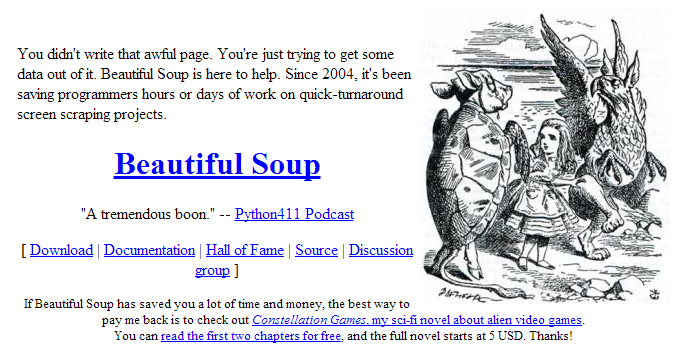 You didn't write that awful page. You're just trying to get some
data out of it. Beautiful Soup is here to help. Since 2004, it's been
saving programmers hours or days of work on quick-turnaround
screen scraping projects.
Beautiful Soup
"A tremendous boon." -- Python411 Podcast
[ Download | Documentation | Hall of Fame | Source | Discussion
group ]
If Beautiful Soup has saved you a lot of time and money, the best way to
pay me back is to check out Constellation Games, my sci-fi novel about alien video games.
You can read the first two chapters for free, and the full novel starts at 5 USD. Thanks!